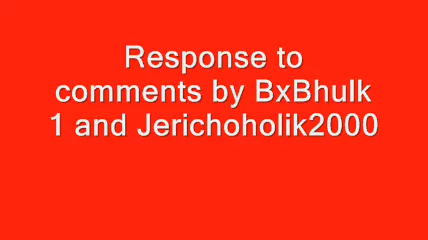 Response to
comments by BxBhulk
1 and Jerichoholik2000